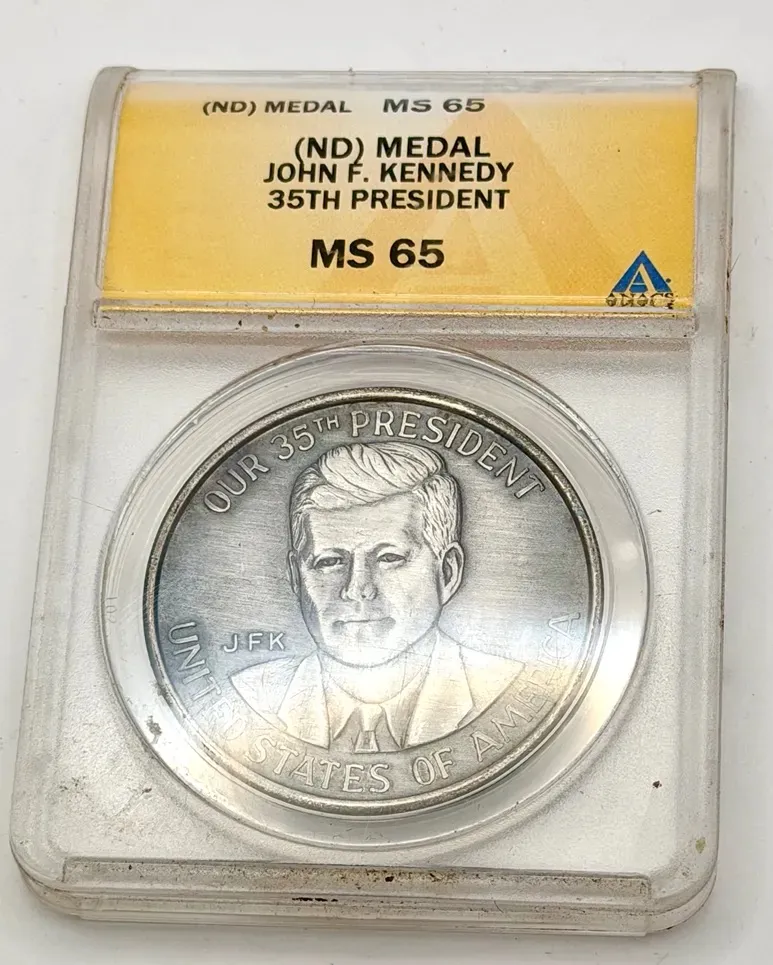 (ND) MEDAL MS 65
(ND) MEDAL
JOHN F. KENNEDY
35TH PRESIDENT
MS 65
ANACS
OUR 35TH PRESIDENT
JFK
UNITED STATES OF AMERICA